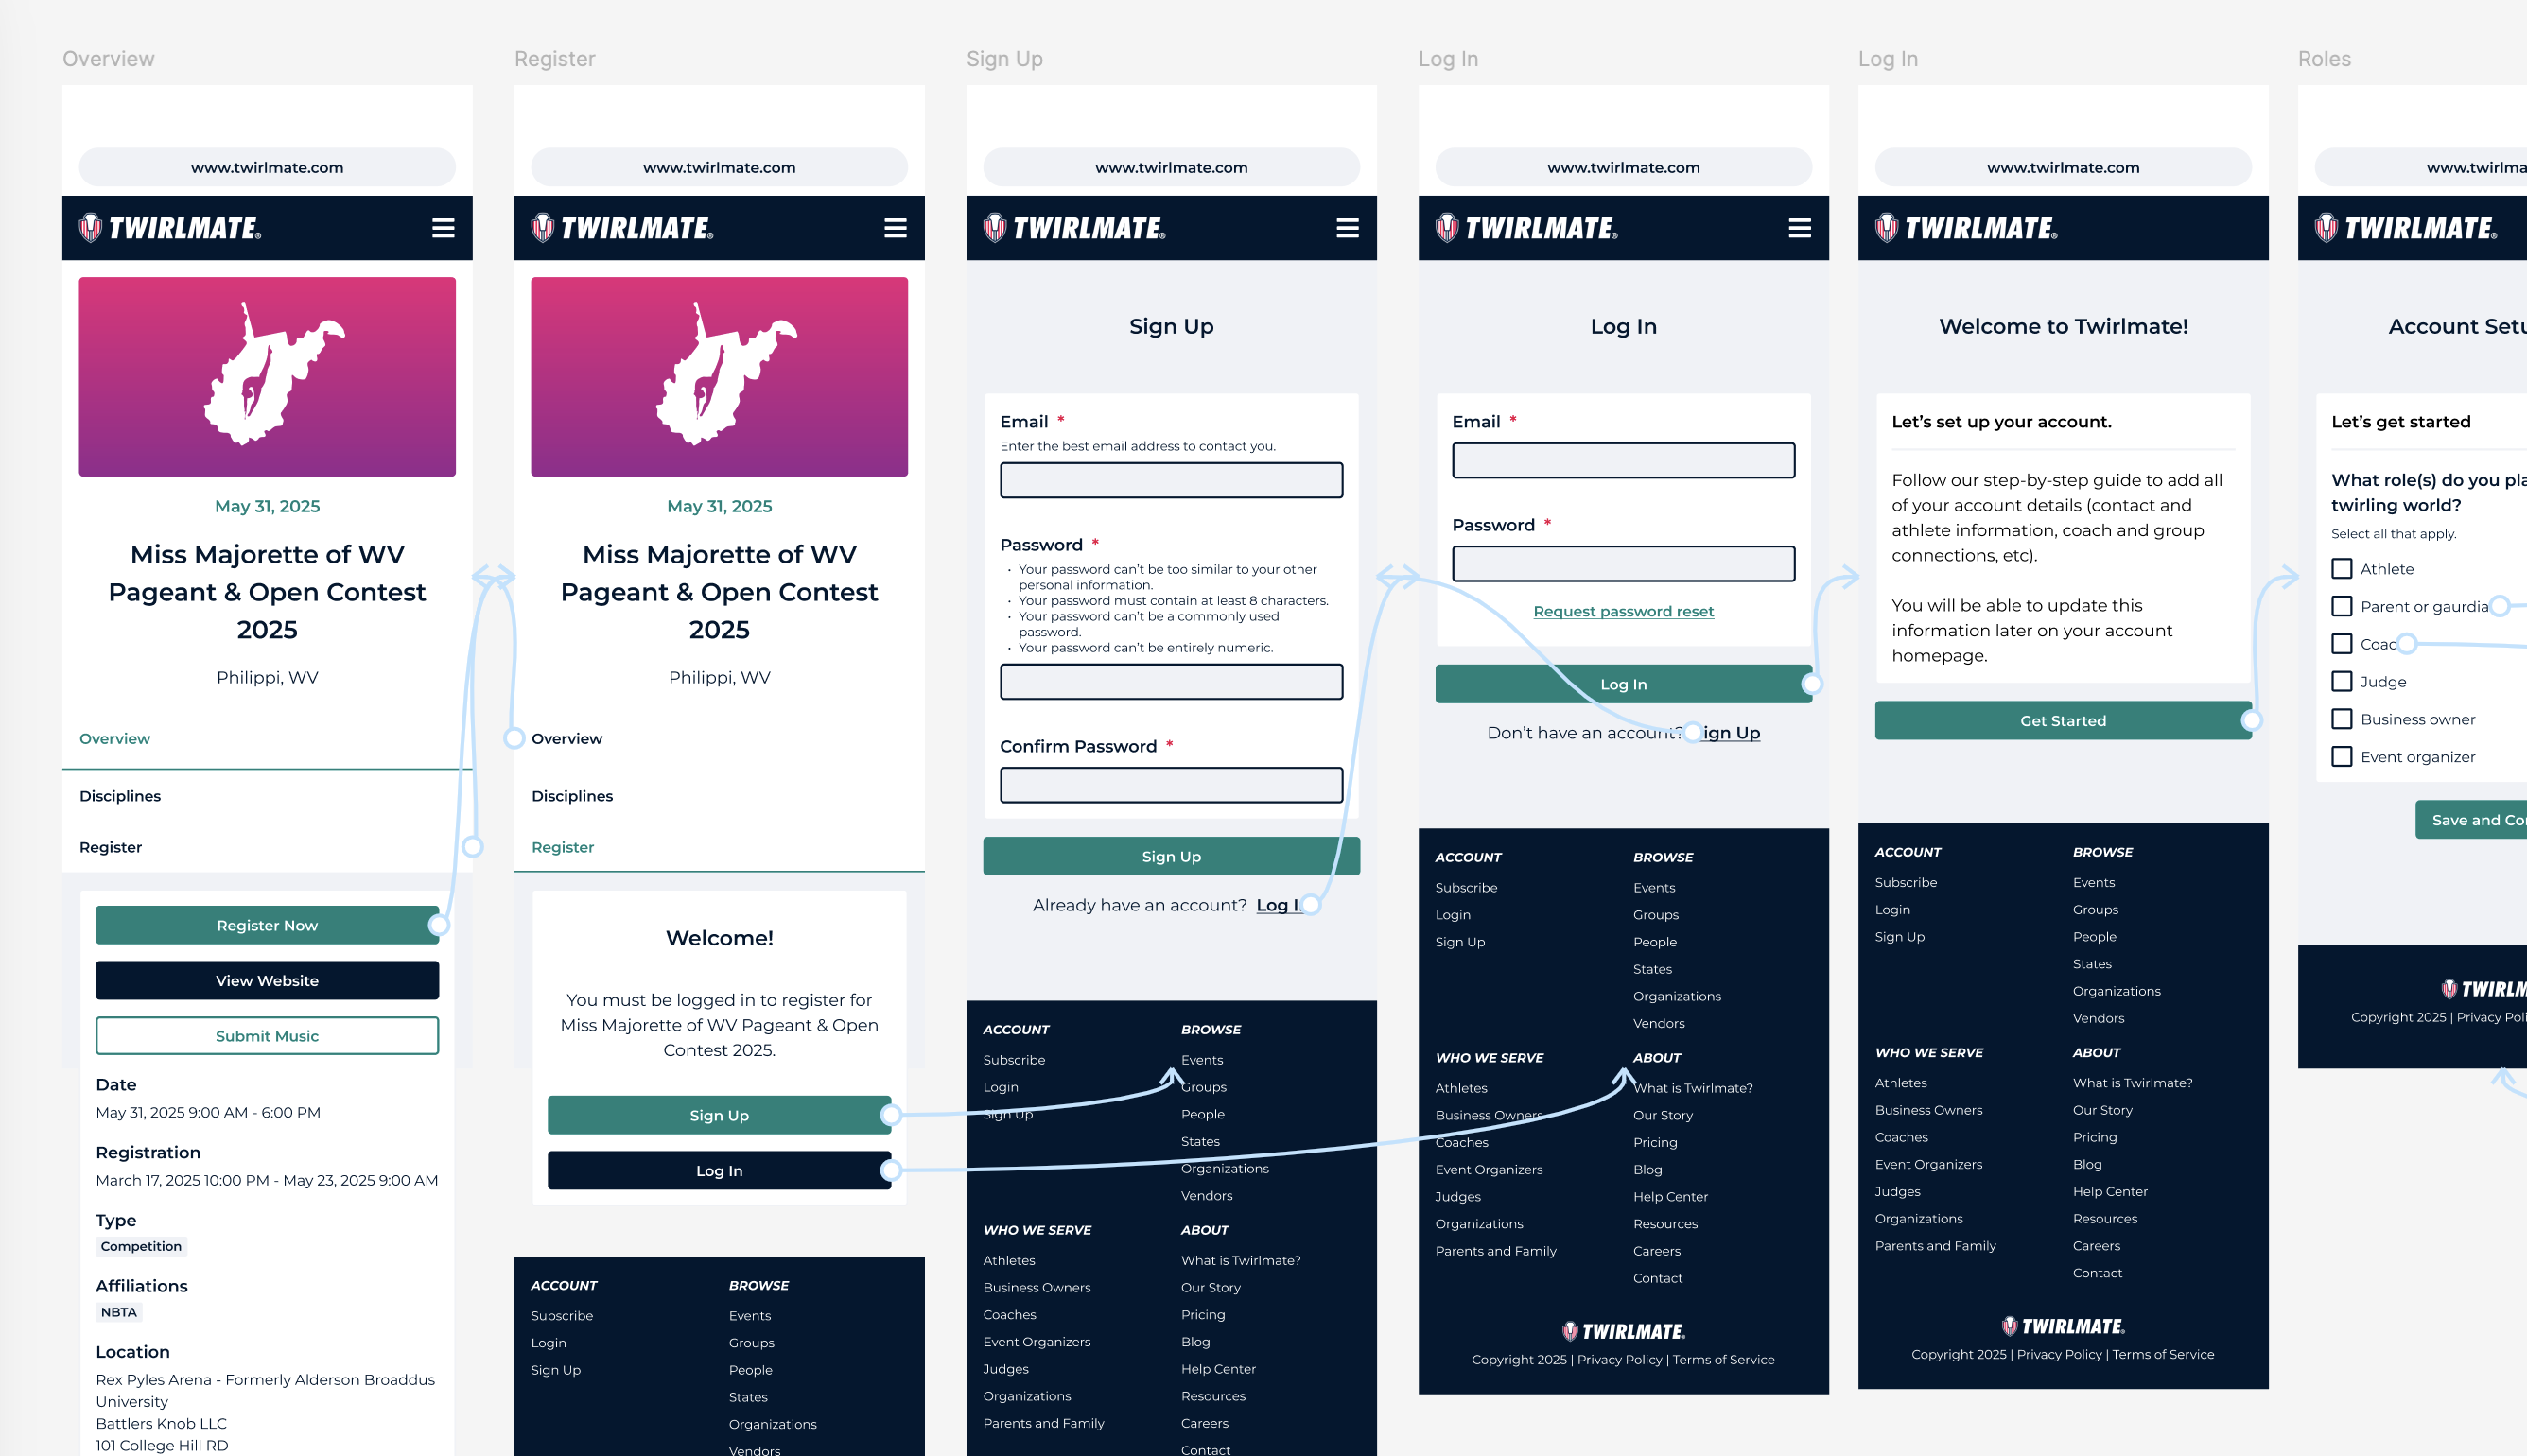 Overview
www.twirlmate.com
TWIRLMATE®
May 31, 2025
Miss Majorette of WV
Pageant & Open Contest
2025
Philippi, WV
Overview
Disciplines
Register
Register Now
View Website
Submit Music
Date
May 31, 2025 9:00 AM - 6:00 PM
Registration
March 17, 2025 10:00 PM - May 23, 2025 9:00 AM
Type
Competition
Affiliations
NBTA
Location
Rex Pyles Arena - Formerly Alderson Broaddus
University
Battlers Knob LLC
101 College Hill RD
Register
www.twirlmate.com
TWIRLMATE®
May 31, 2025
Miss Majorette of WV
Pageant & Open Contest
2025
Philippi, WV
Overview
Disciplines
Register
Welcome!
You must be logged in to register for
Miss Majorette of WV Pageant & Open
Contest 2025.
Sign Up
Log In
ACCOUNT
Subscribe
Login
Sign Up
BROWSE
Events
Groups
People
States
Organizations
Vendors
Sign Up
www.twirlmate.com
TWIRLMATE®
Sign Up
Email *
Enter the best email address to contact you.
Password *
• Your password can't be too similar to your other
personal information.
• Your password must contain at least 8 characters.
• Your password can't be a commonly used
password.
• Your password can't be entirely numeric.
Confirm Password *
Sign Up
Already have an account? Log I
ACCOUNT
Subscribe
Login
Sign Up
BROWSE
Events
Groups
People
States
Organizations
Vendors
WHO WE SERVE
Athletes
Business Owners
Coaches
Event Organizers
Judges
Organizations
Parents and Family
ABOUT
What is Twirlmate?
Our Story
Pricing
Blog
Help Center
Resources
Careers
Contact
Log In
www.twirlmate.com
TWIRLMATE®
Log In
Email *
Password *
Request password reset
Log In
Don't have an account? ign Up
ACCOUNT
Subscribe
Login
Sign Up
BROWSE
Events
Groups
People
States
Organizations
Vendors
WHO WE SERVE
Athletes
Business Owners
Coaches
Event Organizers
Judges
Organizations
Parents and Family
ABOUT
What is Twirlmate?
Our Story
Pricing
Blog
Help Center
Resources
Careers
Contact
TWIRLMATE®
Copyright 2025 | Privacy Policy | Terms of Service
Log In
www.twirlmate.com
TWIRLMATE®
Welcome to Twirlmate!
Let's set up your account.
Follow our step-by-step guide to add all
of your account details (contact and
athlete information, coach and group
connections, etc).
You will be able to update this
information later on your account
homepage.
Get Started
ACCOUNT
Subscribe
Login
Sign Up
BROWSE
Events
Groups
People
States
Organizations
Vendors
WHO WE SERVE
Athletes
Business Owners
Coaches
Event Organizers
Judges
Organizations
Parents and Family
ABOUT
What is Twirlmate?
Our Story
Pricing
Blog
Help Center
Resources
Careers
Contact
TWIRLMATE®
Copyright 2025 | Privacy Policy | Terms of Service
Roles
www.twirlma
TWIRLMATE®
Account Setu
Let's get started
What role(s) do you pla
twirling world?
Select all that apply.
Athlete
Parent or gaurdia
Coac
Judge
Business owner
Event organizer
Save and Co
TWIRLM
Copyright 2025 | Privacy Poli